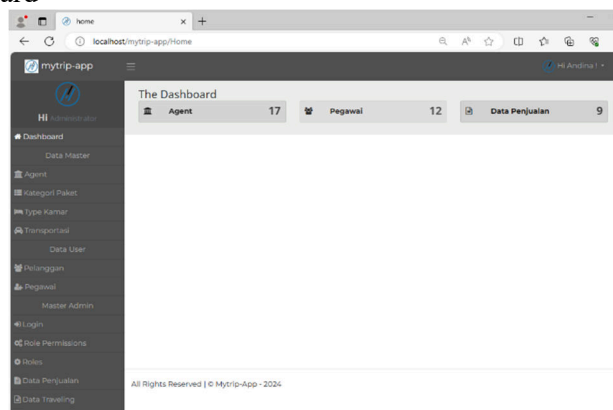 ard
home
localhost/mytrip-app/Home
mytrip-app
Hi Andina !
Hi Administrator
The Dashboard
Agent 17
Pegawai 12
Data Penjualan 9
Dashboard
Data Master
Agent
Kategori Paket
Type Kamar
Transportasi
Data User
Pelanggan
Pegawai
Master Admin
Login
Role Permissions
Roles
Data Penjualan
Data Traveling
All Rights Reserved | © Mytrip-App - 2024